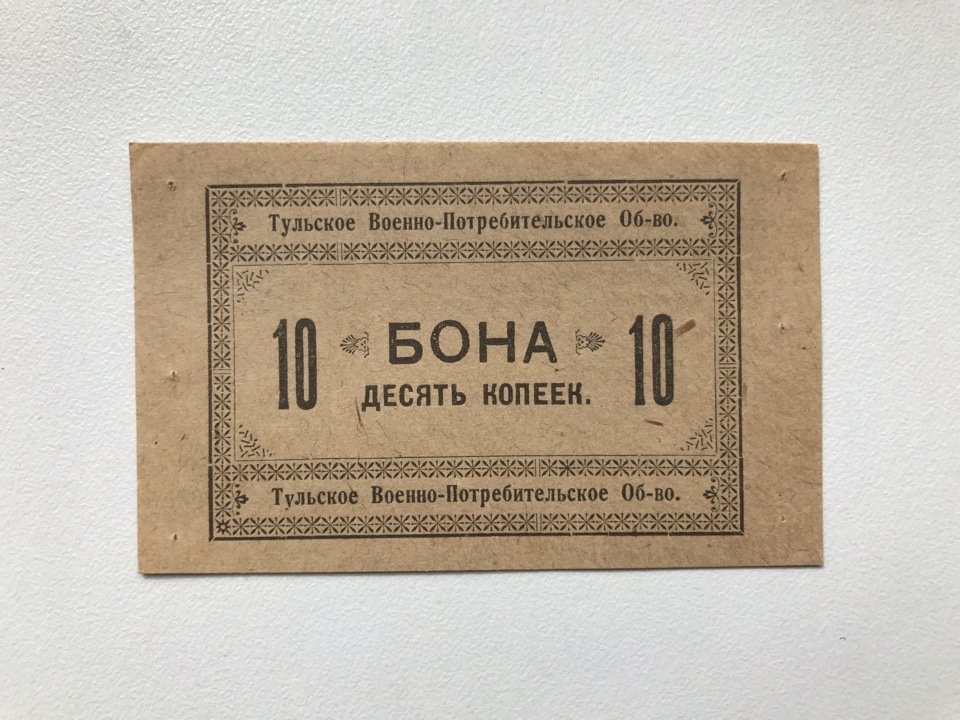 Тульское Военно-Потребительское Об-во.
10 БОНА 10
ДЕСЯТЬ КОПЕЕК.
Тульское Военно-Потребительское Об-во.